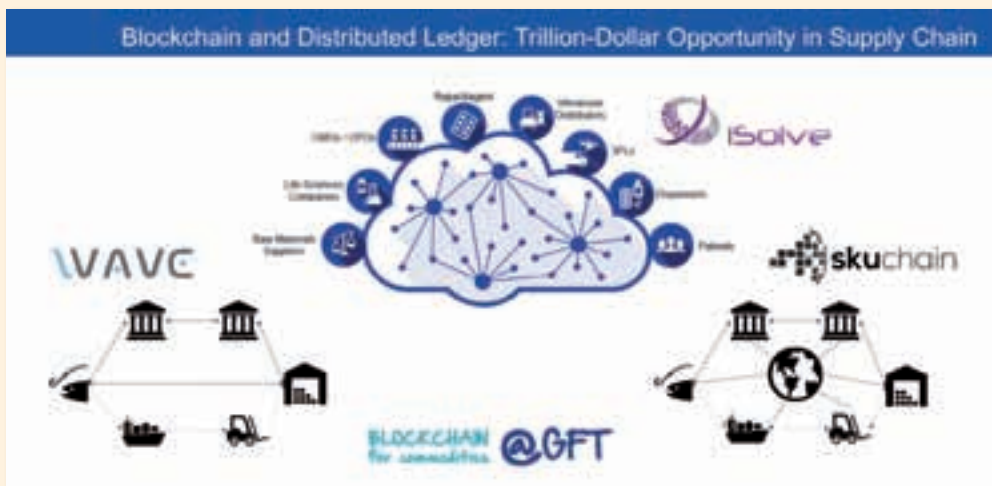 Blockchain and Distributed Ledger: Trillion-Dollar Opportunity in Supply Chain
Repackagers
Wholesale
Distributors
CMOs / CPOs
3PLs
iSolve
Life Sciences
Companies
Dispensers
Raw Materials
Suppliers
Patients
WAVE
skuchain
BLOCKCHAIN
for commodities
@GFT